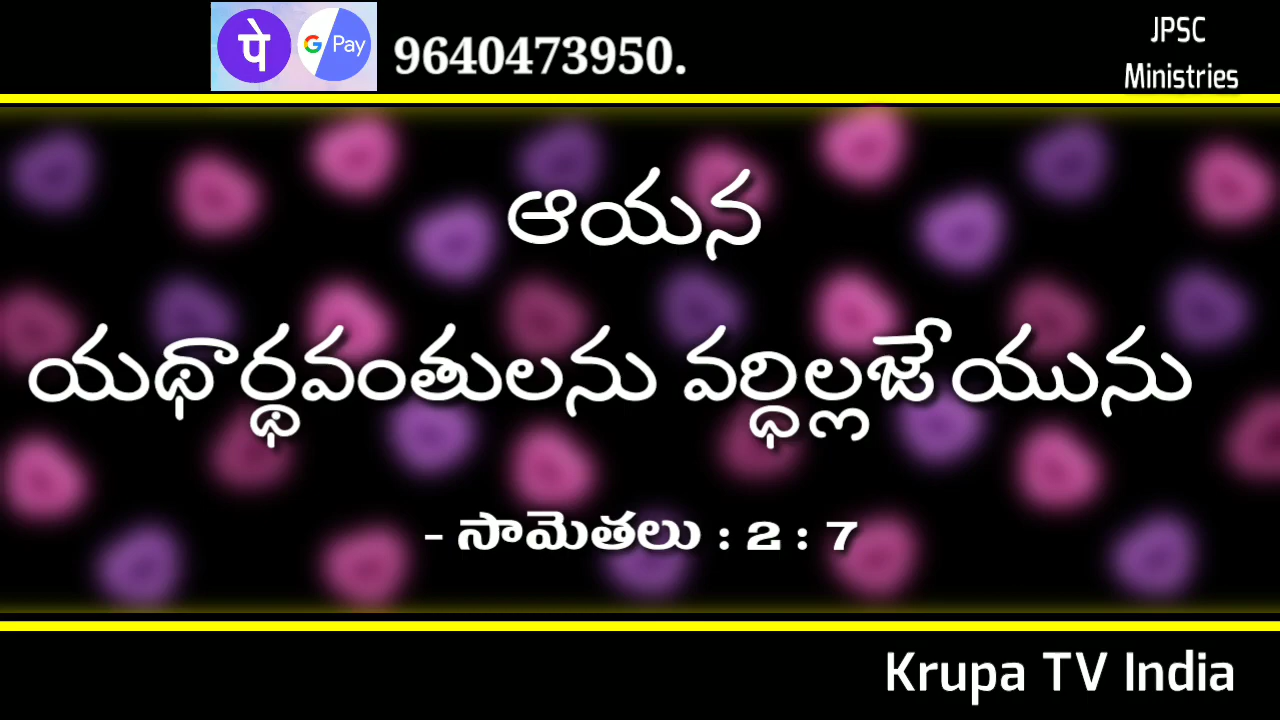 पे G Pay 9640473950.
JPSC
Ministries
ఆయన
యథార్థవంతులను వర్ధిల్లజేయును
- సామెతలు : 2 : 7
Krupa TV India